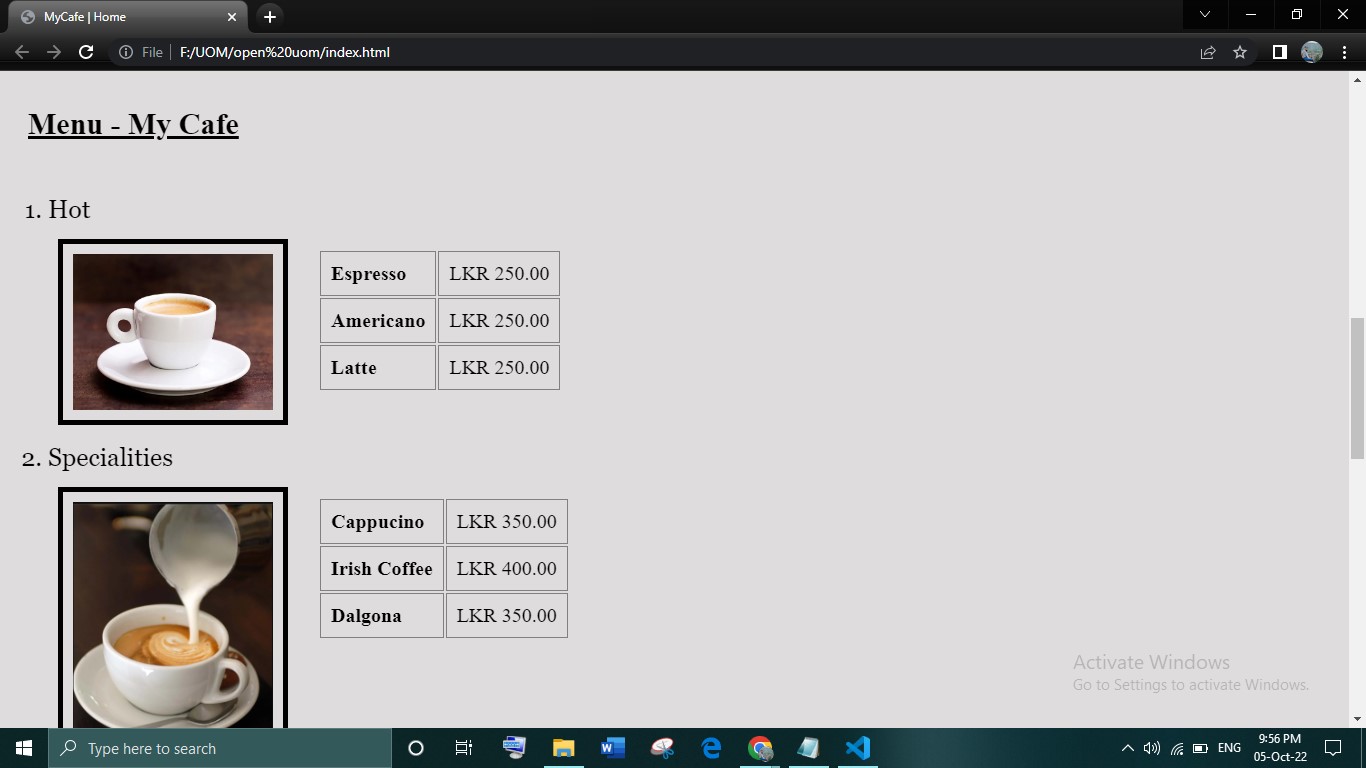 MyCafe | Home
File
F:/UOM/open%20uom/index.html
Menu - My Cafe
1. Hot
Espresso LKR 250.00
Americano LKR 250.00
Latte LKR 250.00
2. Specialities
Cappucino LKR 350.00
Irish Coffee LKR 400.00
Dalgona LKR 350.00
Activate Windows
Go to Settings to activate Windows.
Type here to search
ENG
9:56 PM
05-Oct-22